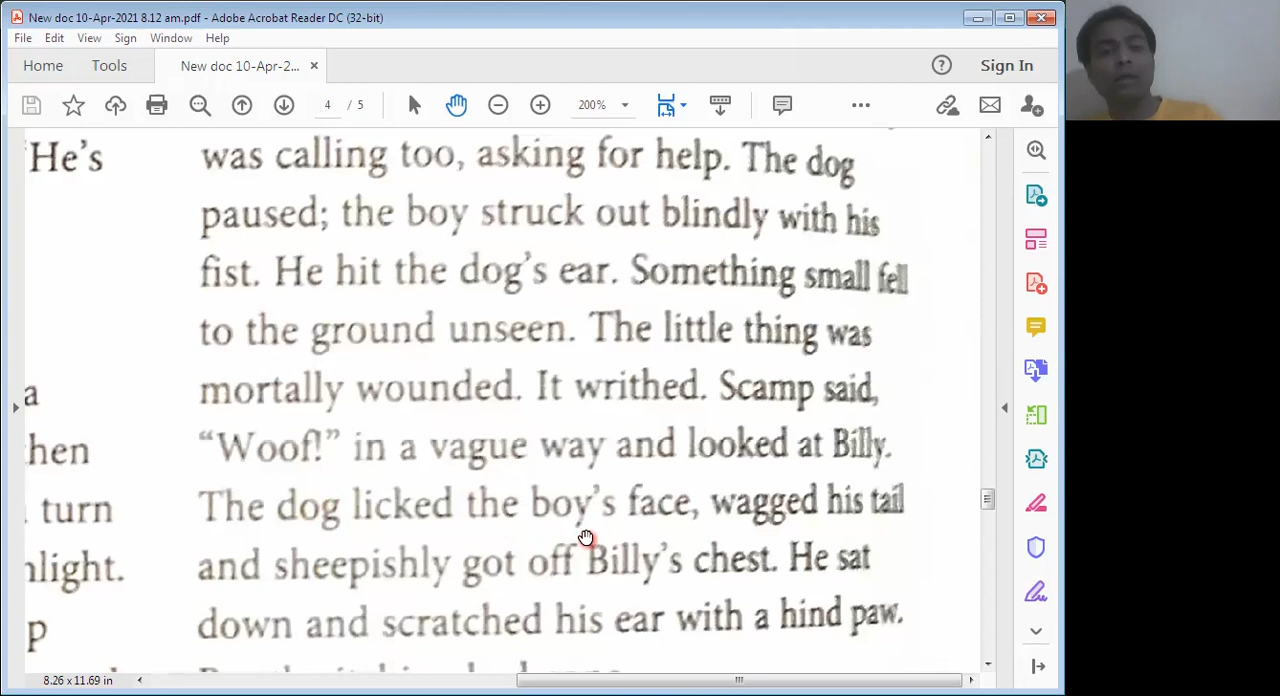 New doc 10-Apr-2021 8.12 am.pdf - Adobe Acrobat Reader DC (32-bit)
File Edit View Sign Window Help
Home Tools New doc 10-Apr-2... × Sign In
4 / 5 200%
He's
a
hen
turn
light.
p
was calling too, asking for help. The dog
paused; the boy struck out blindly with his
fist. He hit the dog's ear. Something small fell
to the ground unseen. The little thing was
mortally wounded. It writhed. Scamp said,
“Woof!” in a vague way and looked at Billy.
The dog licked the boy's face, wagged his tail
and sheepishly got off Billy's chest. He sat
down and scratched his ear with a hind paw.
8.26 x 11.69 in